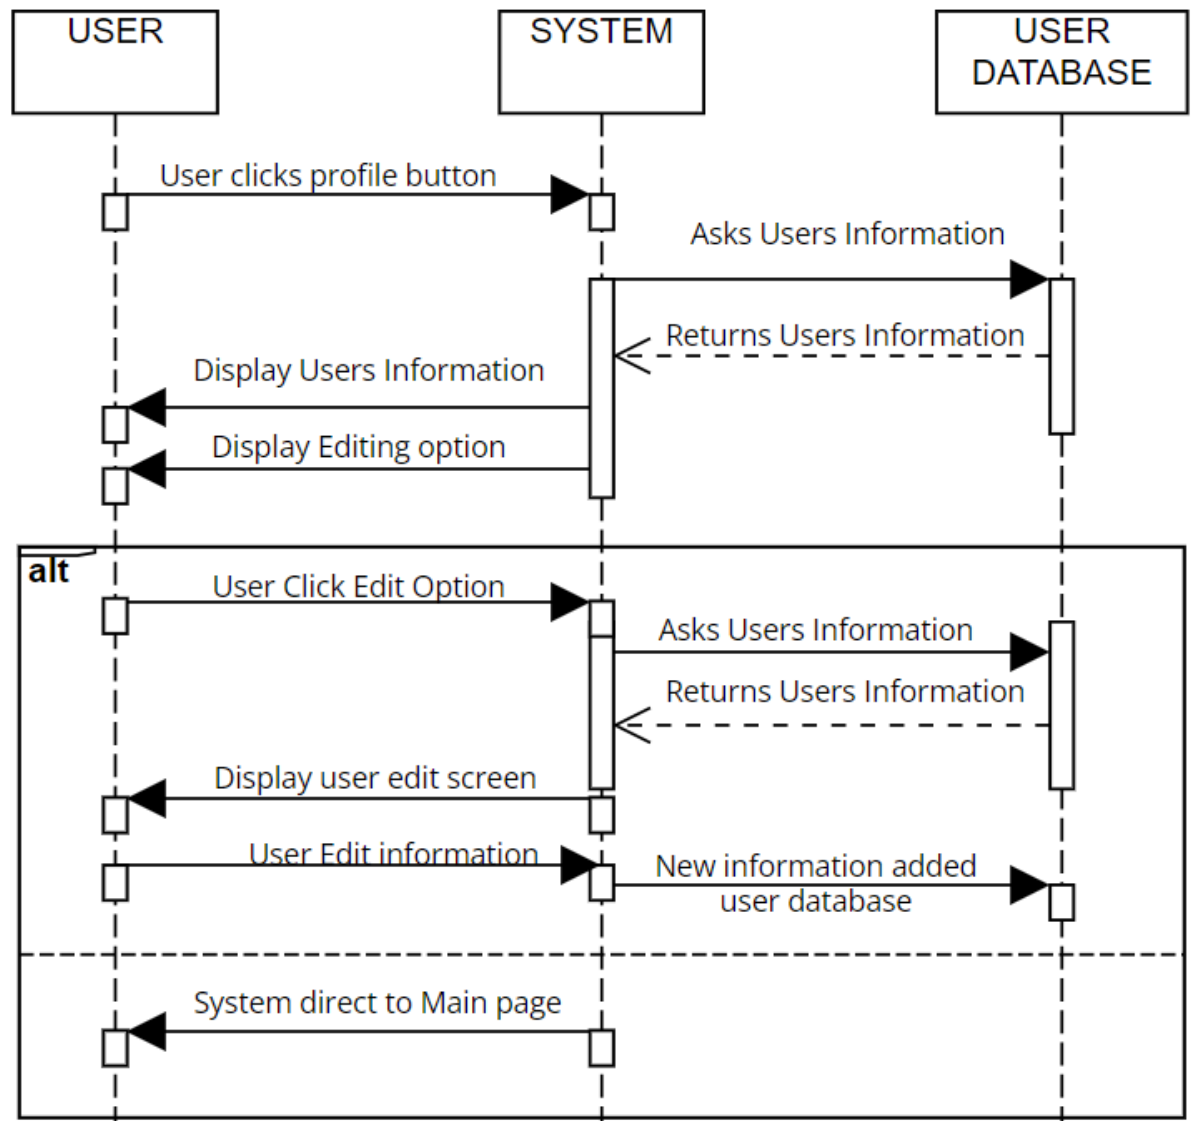 USER
SYSTEM
USER
DATABASE
User clicks profile button
Asks Users Information
Returns Users Information
Display Users Information
Display Editing option
alt
User Click Edit Option
Asks Users Information
Returns Users Information
Display user edit screen
User Edit information
New information added
user database
System direct to Main page